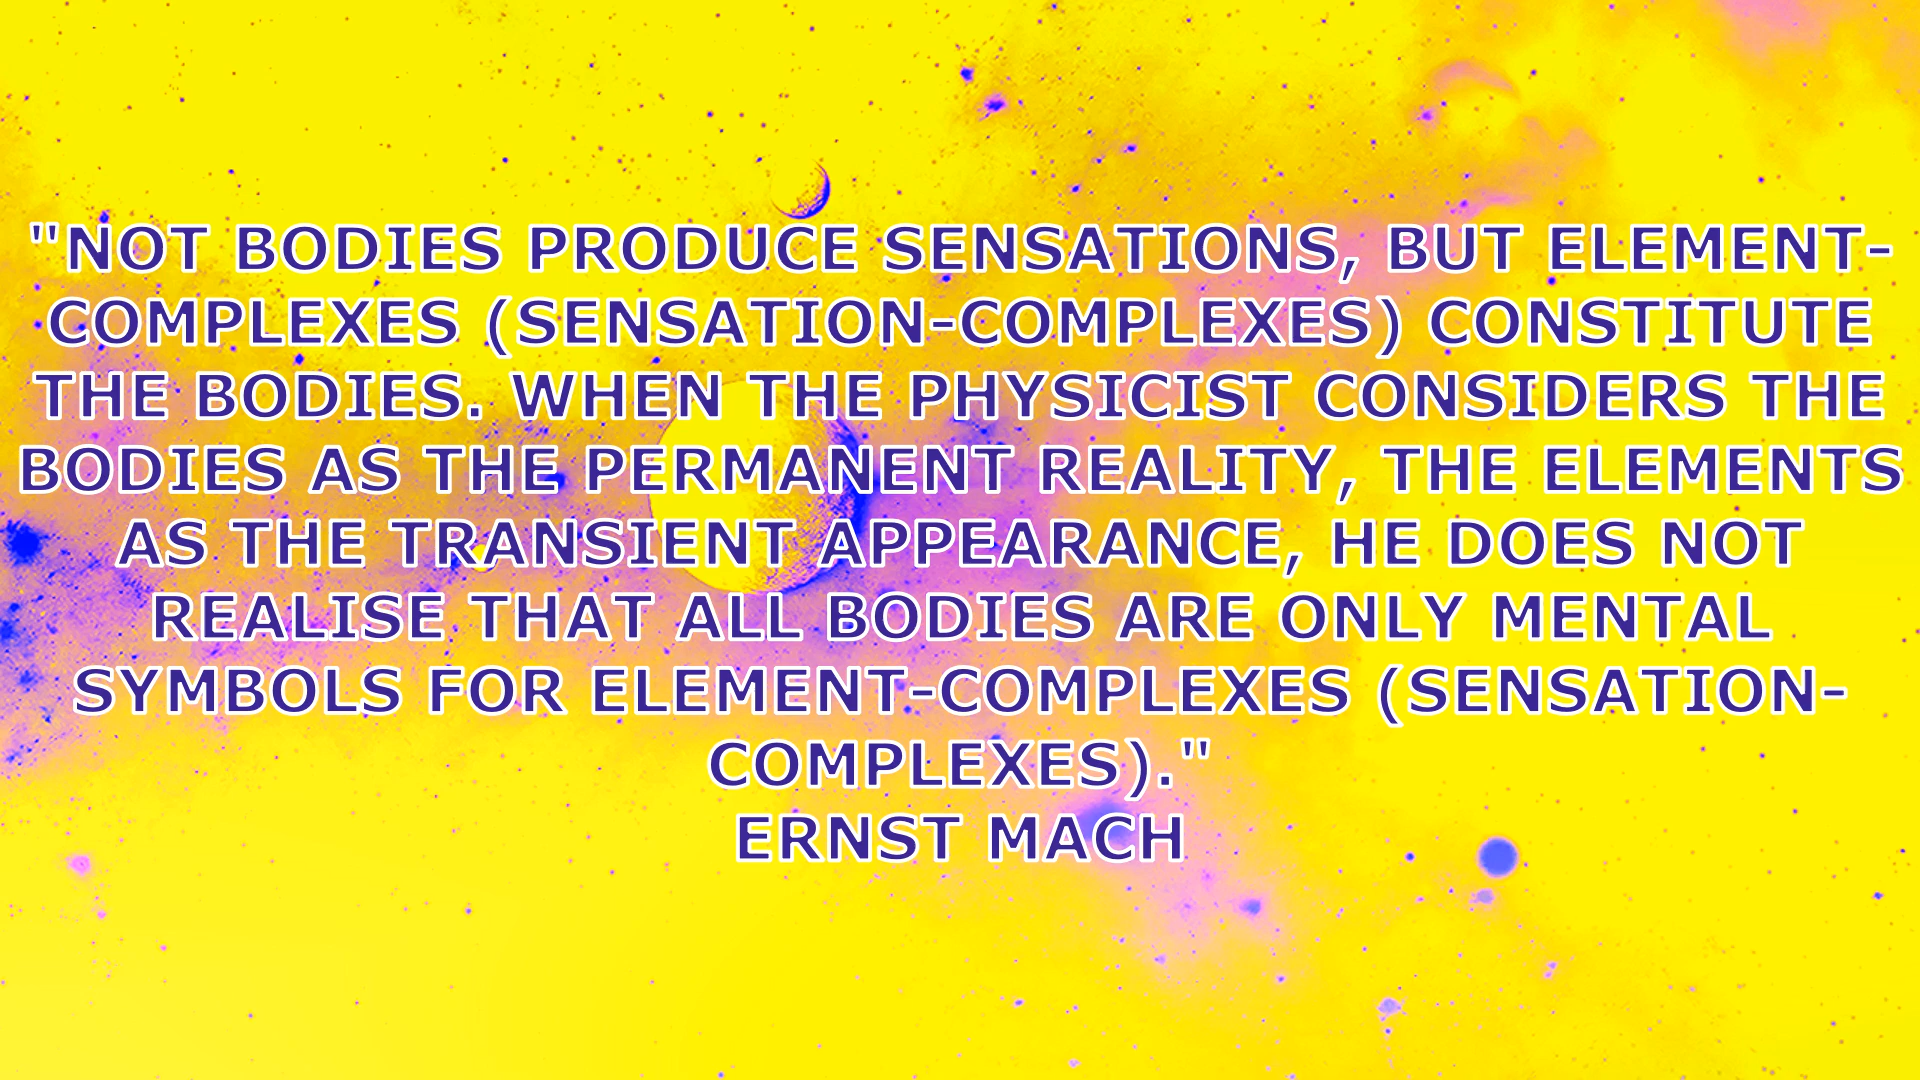 "NOT BODIES PRODUCE SENSATIONS, BUT ELEMENT-
COMPLEXES (SENSATION-COMPLEXES) CONSTITUTE
THE BODIES. WHEN THE PHYSICIST CONSIDERS THE
BODIES AS THE PERMANENT REALITY, THE ELEMENTS
AS THE TRANSIENT APPEARANCE, HE DOES NOT
REALISE THAT ALL BODIES ARE ONLY MENTAL
SYMBOLS FOR ELEMENT-COMPLEXES (SENSATION-
COMPLEXES)."
ERNST MACH